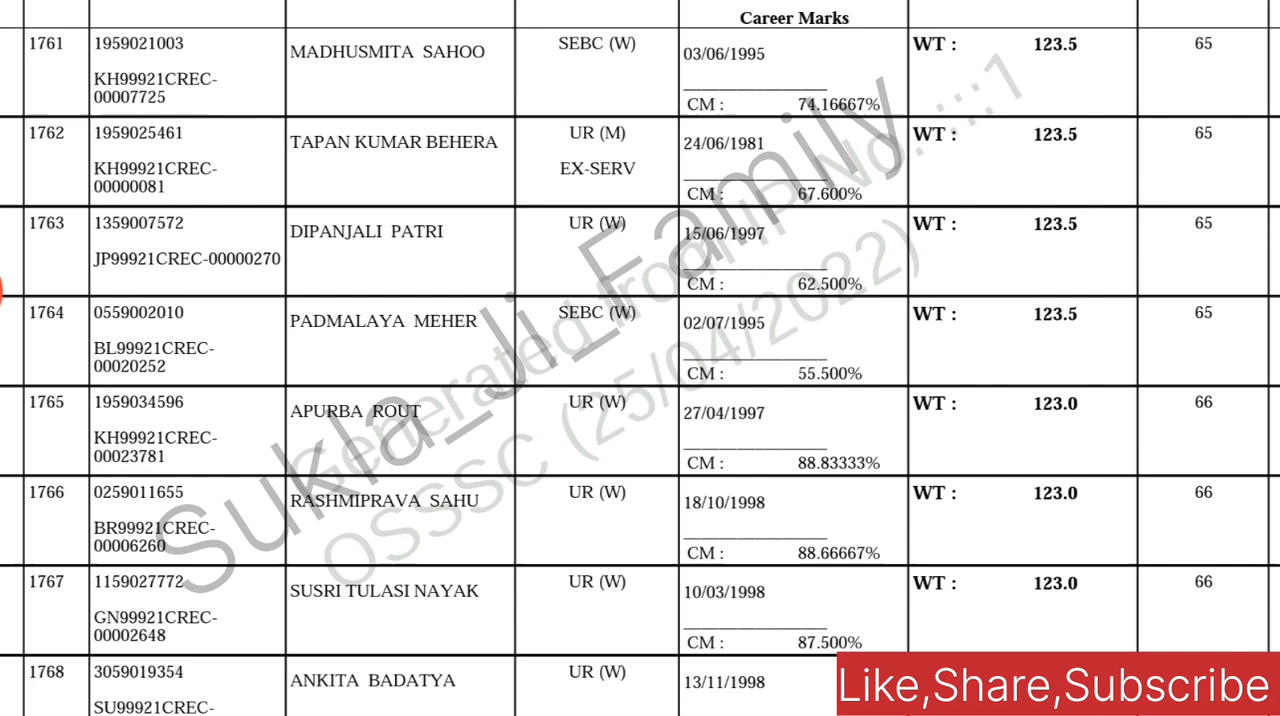 Career Marks
1761 1959021003 MADHUSMITA SAHOO SEBC (W) 03/06/1995 WT : 123.5 65
KH99921CREC-
00007725
CM : 74.16667%
1762 1959025461 TAPAN KUMAR BEHERA UR (M) 24/06/1981 WT : 123.5 65
KH99921CREC- EX-SERV
00000081
CM : 67.600%
1763 1359007572 DIPANJALI PATRI UR (W) 15/06/1997 WT : 123.5 65
JP99921CREC-00000270
CM : 62.500%
1764 0559002010 PADMALAYA MEHER SEBC (W) 02/07/1995 WT : 123.5 65
BL99921CREC-
00020252
CM : 55.500%
1765 1959034596 APURBA ROUT UR (W) 27/04/1997 WT : 123.0 66
KH99921CREC-
00023781
CM : 88.83333%
1766 0259011655 RASHMIPRAVA SAHU UR (W) 18/10/1998 WT : 123.0 66
BR99921CREC-
00006260
CM : 88.66667%
1767 1159027772 SUSRI TULASI NAYAK UR (W) 10/03/1998 WT : 123.0 66
GN99921CREC-
00002648
CM : 87.500%
1768 3059019354 ANKITA BADATYA UR (W) 13/11/1998
SU99921CREC-
Sukla_Ji_Family
Generated from IP No. ::::1
OSSSC (25/04/2022)
Like,Share,Subscribe